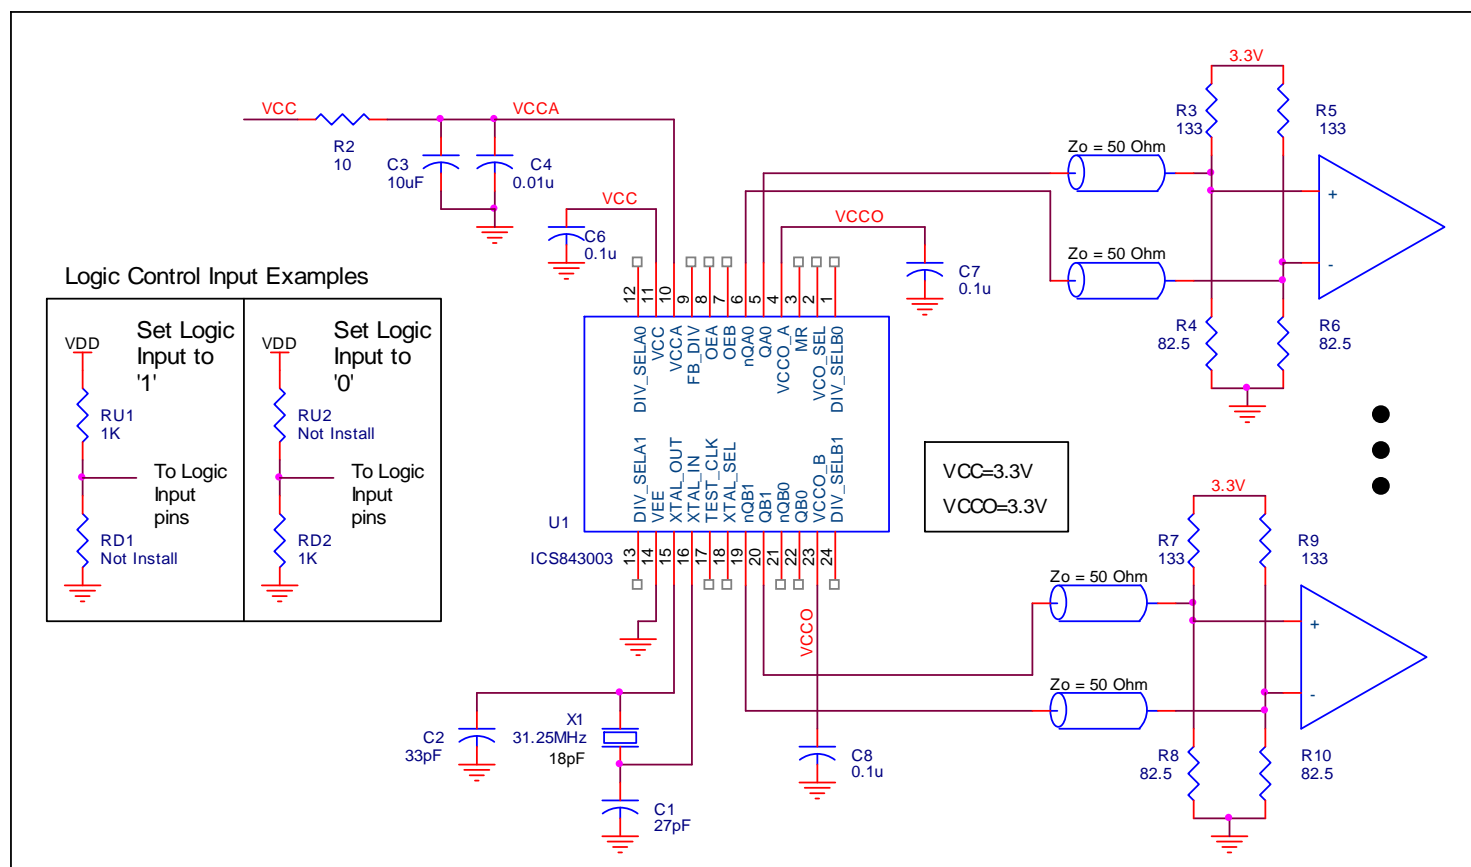 VCC
R2
10
VCCA
C3
10uF
C4
0.01u
VCC
C6
0.1u
VCCO
C7
0.1u
Zo = 50 Ohm
Zo = 50 Ohm
3.3V
R3
133
R5
133
+
-
R4
82.5
R6
82.5
Logic Control Input Examples
VDD
Set Logic
Input to
'1'
RU1
1K
To Logic
Input
pins
RD1
Not Install
VDD
Set Logic
Input to
'0'
RU2
Not Install
To Logic
Input
pins
RD2
1K
12
11
10
9
8
7
6
5
4
3
2
1
DIV_SELA0
VCC
VCCA
FB_DIV
OEA
OEB
nQA0
QA0
VCCO_A
MR
VCO_SEL
DIV_SELB0
DIV_SELA1
VEE
XTAL_OUT
XTAL_IN
TEST_CLK
XTAL_SEL
nQB1
QB1
nQB0
QB0
VCCO_B
DIV_SELB1
U1
ICS843003
13
14
15
16
17
18
19
20
21
22
23
24
VCC=3.3V
VCCO=3.3V
VCCO
C2
33pF
X1
31.25MHz
18pF
C1
27pF
C8
0.1u
Zo = 50 Ohm
Zo = 50 Ohm
3.3V
R7
133
R9
133
+
-
R8
82.5
R10
82.5